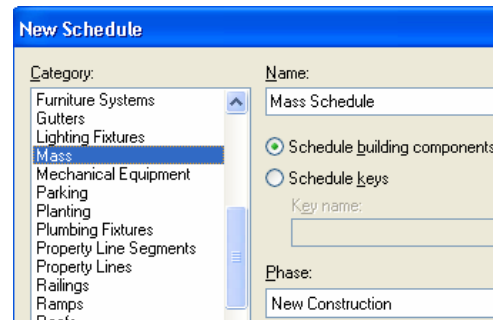 New Schedule
Category:
Furniture Systems
Gutters
Lighting Fixtures
Mass
Mechanical Equipment
Parking
Planting
Plumbing Fixtures
Property Line Segments
Property Lines
Railings
Ramps
Roofs
Name:
Mass Schedule
Schedule building components
Schedule keys
Key name:
Phase:
New Construction